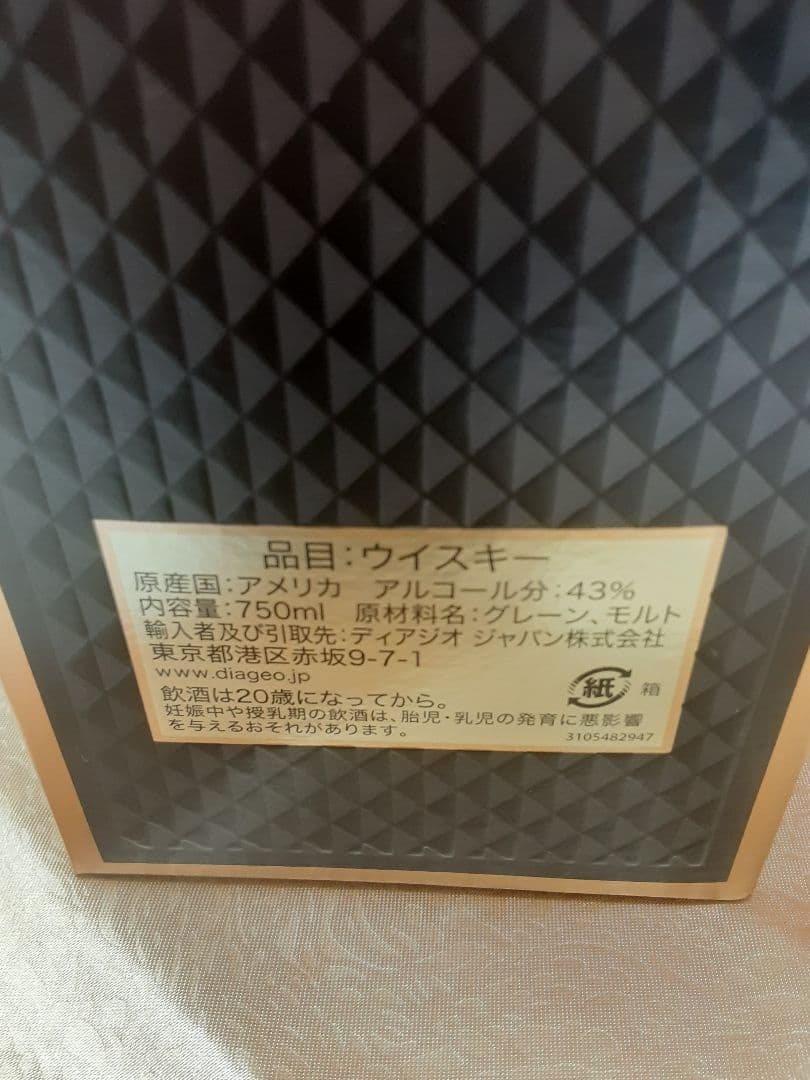 品目:ウイスキー
原産国:アメリカ アルコール分:43%
内容量:750ml 原材料名:グレーン、モルト
輸入者及び引取先:ディアジオ ジャパン株式会社
東京都港区赤坂9-7-1
www.diageo.jp
飲酒は20歳になってから。
紙 箱
妊娠中や授乳期の飲酒は、胎児・乳児の発育に悪影響
を与えるおそれがあります。
3105482947